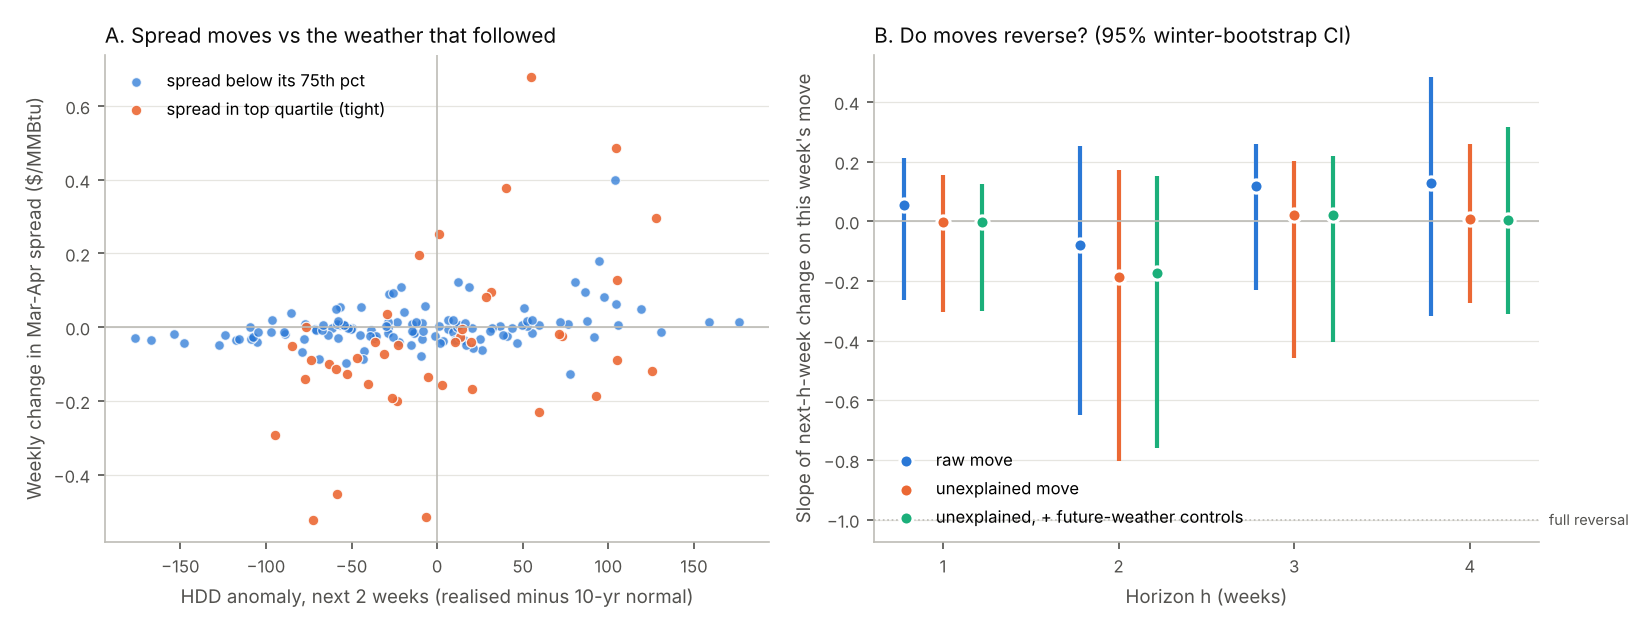 A. Spread moves vs the weather that followed
spread below its 75th pct
spread in top quartile (tight)
Weekly change in Mar-Apr spread ($/MMBtu)
0.6
0.4
0.2
0.0
−0.2
−0.4
−150
−100
−50
0
50
100
150
HDD anomaly, next 2 weeks (realised minus 10-yr normal)
B. Do moves reverse? (95% winter-bootstrap CI)
Slope of next-h-week change on this week's move
0.4
0.2
0.0
−0.2
−0.4
−0.6
−0.8
−1.0
raw move
unexplained move
unexplained, + future-weather controls
full reversal
1
2
3
4
Horizon h (weeks)